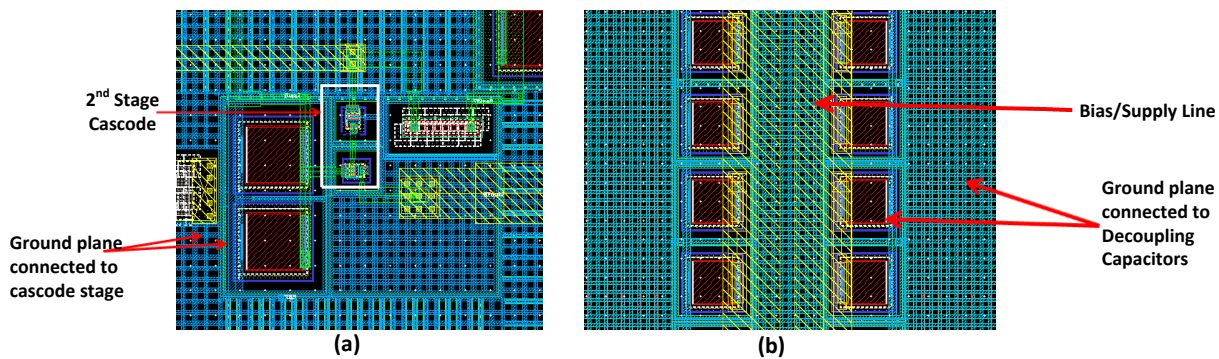 2nd Stage
Cascode
Ground plane
connected to
cascode stage
(a)
Bias/Supply Line
Ground plane
connected to
Decoupling
Capacitors
(b)